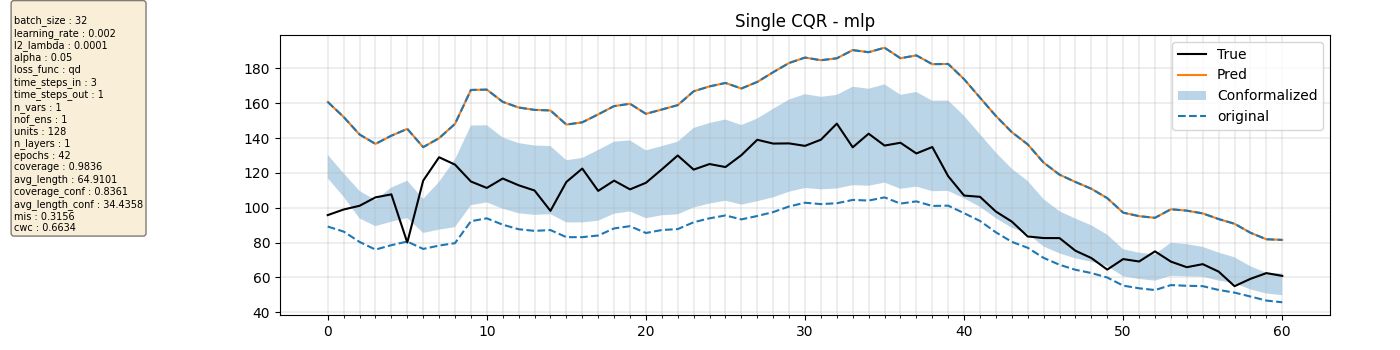 batch_size : 32
learning_rate : 0.002
l2_lambda : 0.0001
alpha : 0.05
loss_func : qd
time_steps_in : 3
time_steps_out : 1
n_vars : 1
nof_ens : 1
units : 128
n_layers : 1
epochs : 42
coverage : 0.9836
avg_length : 64.9101
coverage_conf : 0.8361
avg_length_conf : 34.4358
mis : 0.3156
cwc : 0.6634
Single CQR - mlp
True
Pred
Conformalized
original
180
160
140
120
100
80
60
40
0 10 20 30 40 50 60